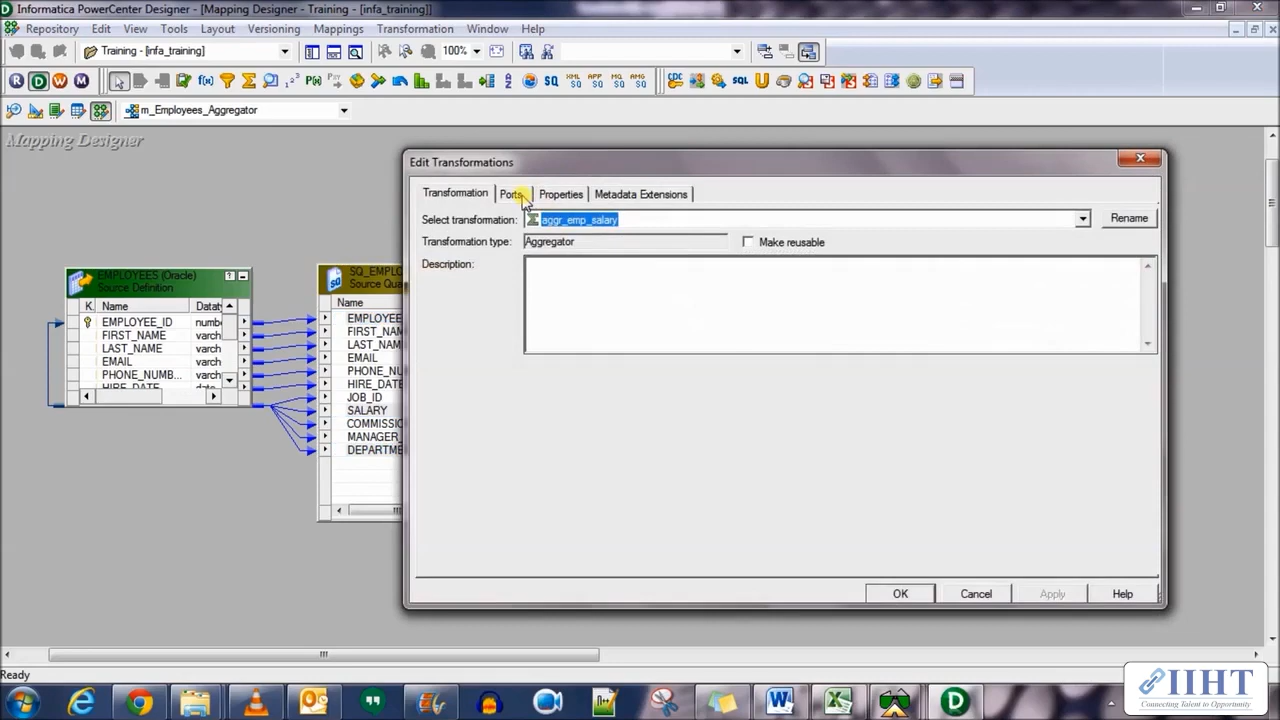 Informatica PowerCenter Designer - [Mapping Designer - Training - [infa_training]]
Repository Edit View Tools Layout Versioning Mappings Transformation Window Help
Training - [infa_training] 100%
m_Employees_Aggregator
Mapping Designer
Edit Transformations
Transformation Ports Properties Metadata Extensions
Select transformation: aggr_emp_salary Rename
Transformation type: Aggregator Make reusable
Description:
EMPLOYEES (Oracle)
Source Definition
K. Name Dataty
EMPLOYEE_ID numbe
FIRST_NAME varch
LAST_NAME varch
EMAIL varch
PHONE_NUMB... varch
HIRE_DATE date
SQ_EMPLO
Source Qua
Name
EMPLOYEE
FIRST_NAM
LAST_NAM
EMAIL
PHONE_NU
HIRE_DATE
JOB_ID
SALARY
COMMISSIO
MANAGER_
DEPARTME
OK Cancel Apply Help
Ready
IIHT
Connecting Talent to Opportunity